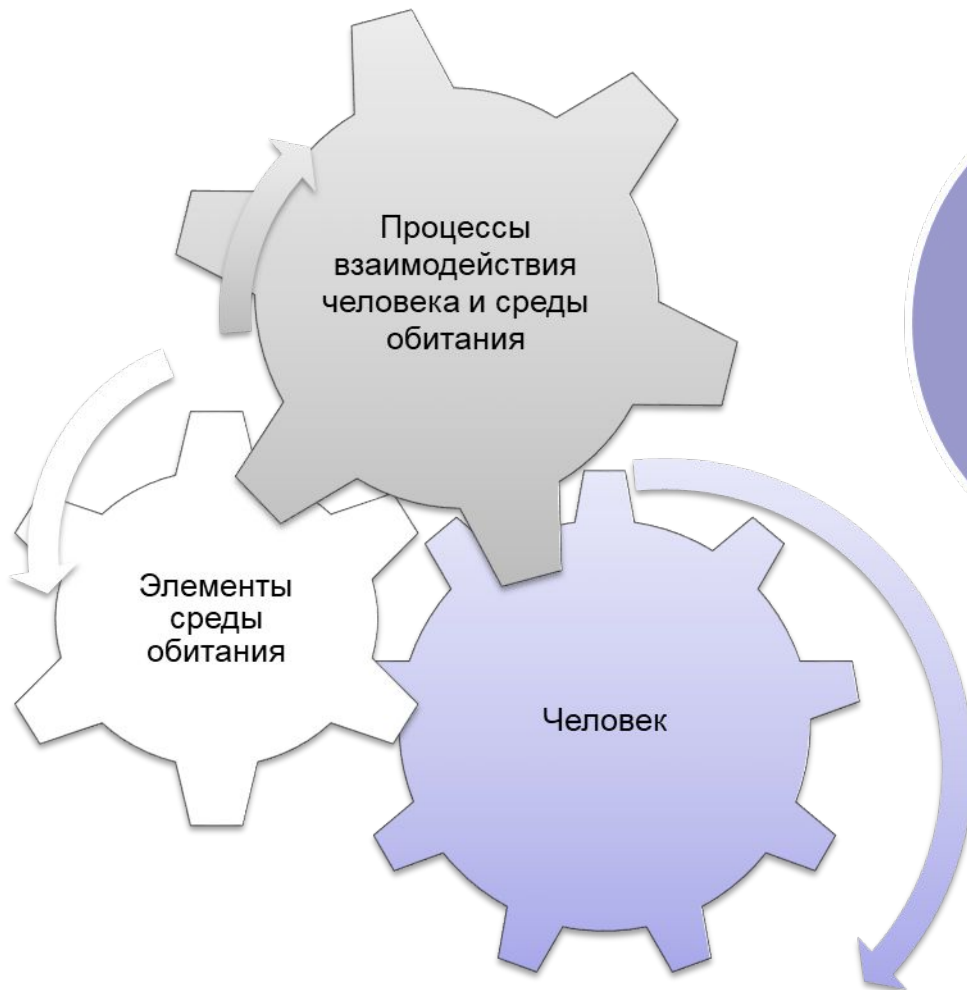 Процессы
взаимодействия
человека и среды
обитания
Элементы
среды
обитания
Человек